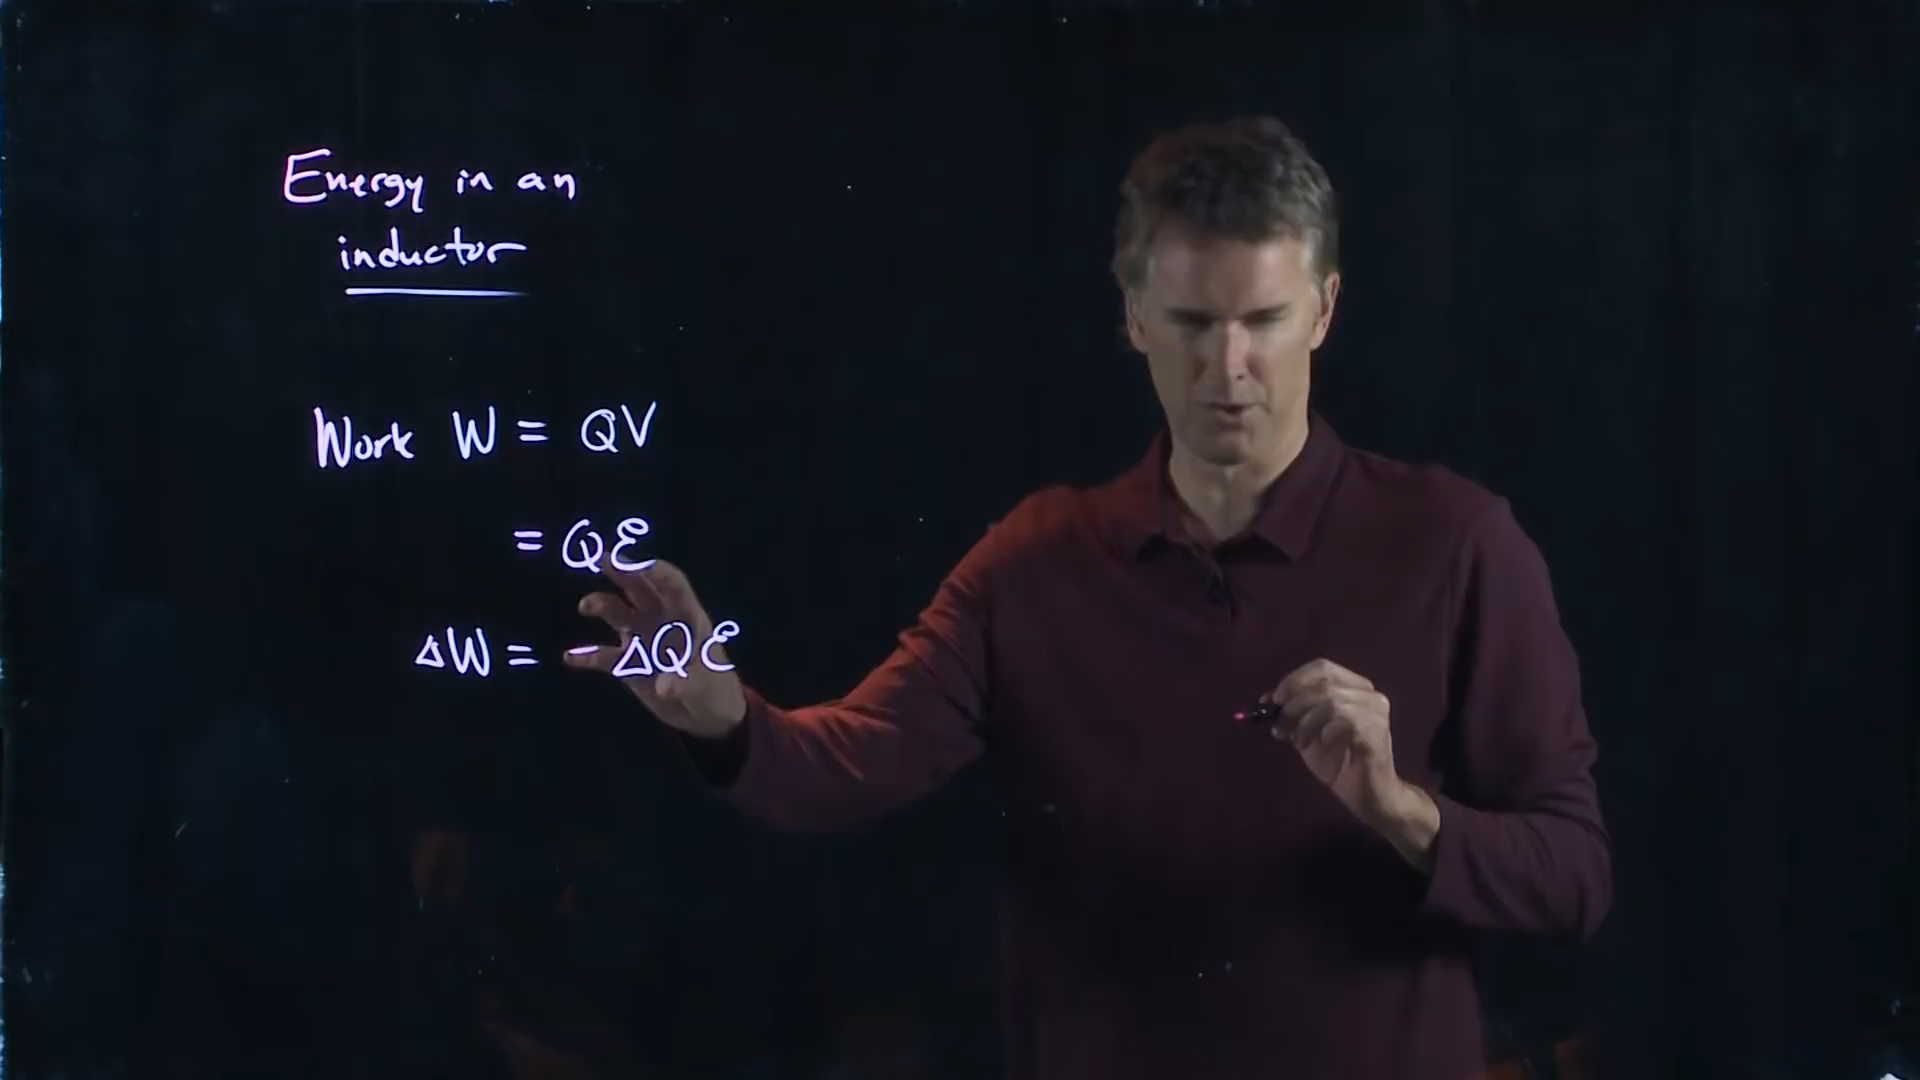 Energy in an
inductor
Work W = QV
= Qℰ
ΔW = - ΔQℰ